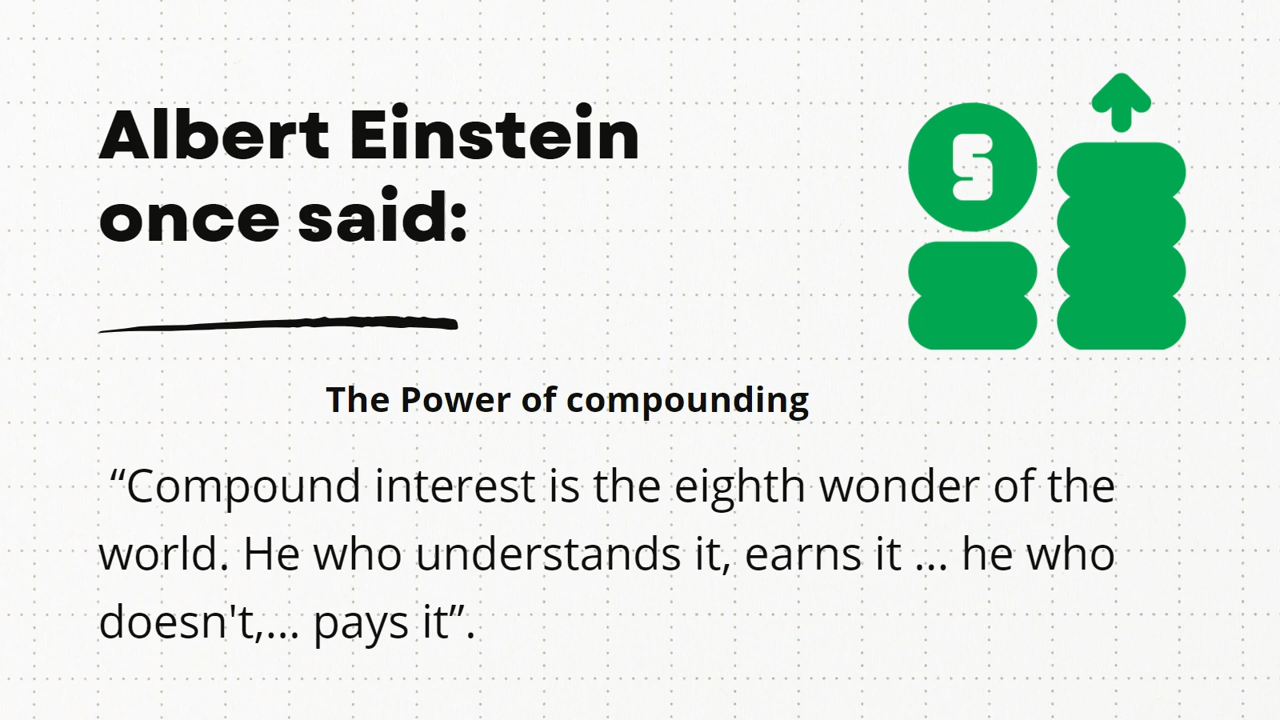 Albert Einstein
once said:
S
The Power of compounding
“Compound interest is the eighth wonder of the
world. He who understands it, earns it ... he who
doesn't,... pays it”.